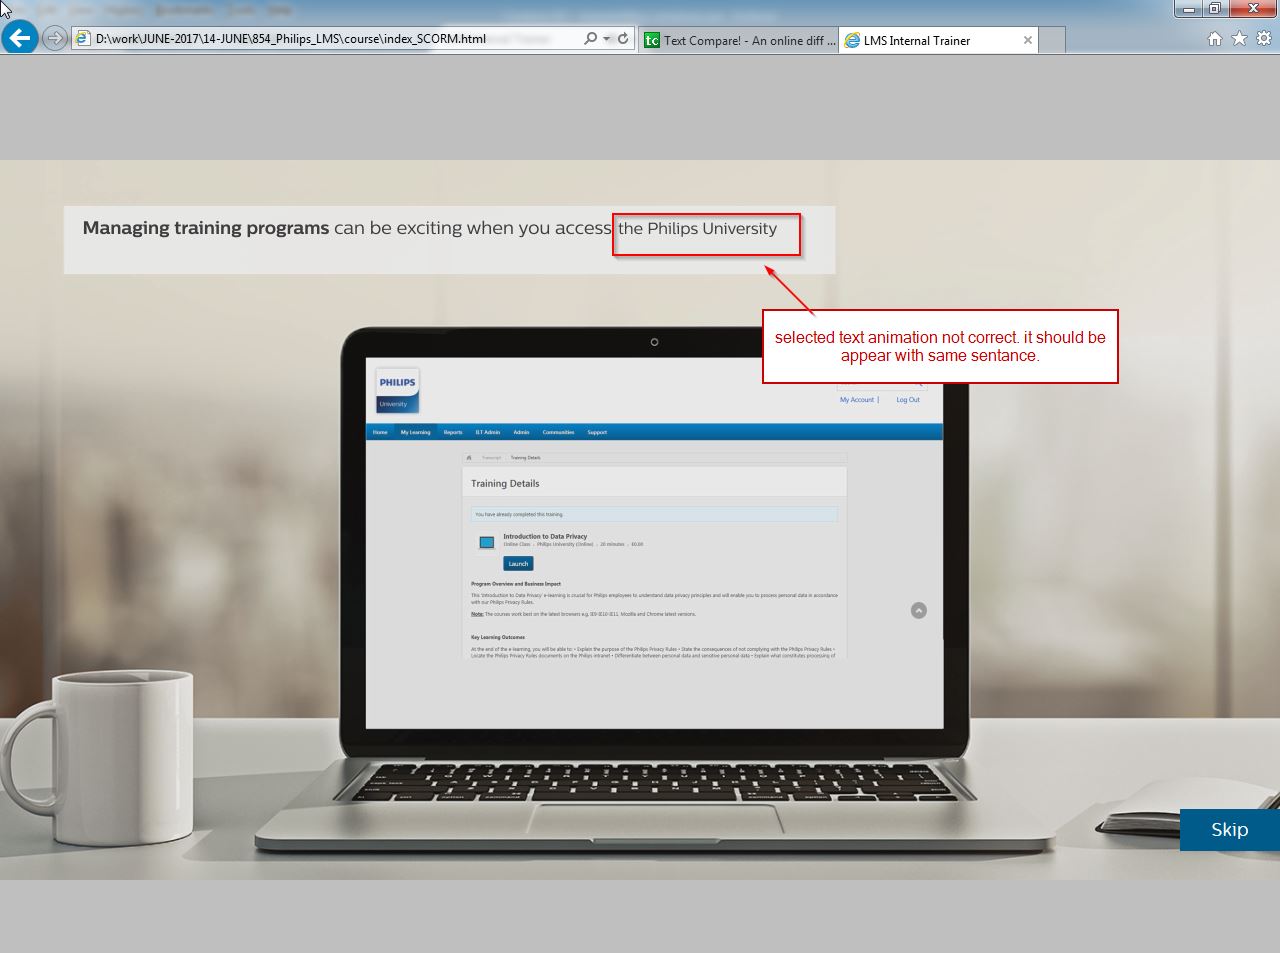 D:\work\JUNE-2017\14-JUNE\854_Philips_LMS\course\index_SCORM.html
tc Text Compare! - An online diff ...
LMS Internal Trainer
Managing training programs can be exciting when you access the Philips University
selected text animation not correct. it should be
appear with same sentance.
PHILIPS
University
My Account |
Log Out
Home
My Learning
Reports
ILT Admin
Admin
Communities
Support
Transcript
Training Details
Training Details
You have already completed this training.
Introduction to Data Privacy
Online Class . Philips University (Online) . 20 minutes . €0.00
Launch
Program Overview and Business Impact
This 'Introduction to Data Privacy' e-learning is crucial for Philips employees to understand data privacy principles and will enable you to process personal data in accordance
with our Philips Privacy Rules.
Note: The courses work best on the latest browsers e.g. IE9-IE10-IE11, Mozilla and Chrome latest versions.
Key Learning Outcomes
At the end of the e-learning, you will be able to: • Explain the purpose of the Philips Privacy Rules • State the consequences of not complying with the Philips Privacy Rules •
Locate the Philips Privacy Rules documents on the Philips intranet • Differentiate between personal data and sensitive personal data • Explain what constitutes processing of
option
command
command
option
Skip